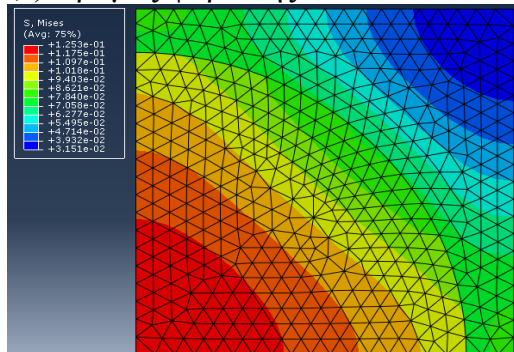 S, Mises
(Avg: 75%)
+1.253e-01
+1.175e-01
+1.097e-01
+1.018e-01
+9.403e-02
+8.621e-02
+7.840e-02
+7.058e-02
+6.277e-02
+5.495e-02
+4.714e-02
+3.932e-02
+3.151e-02